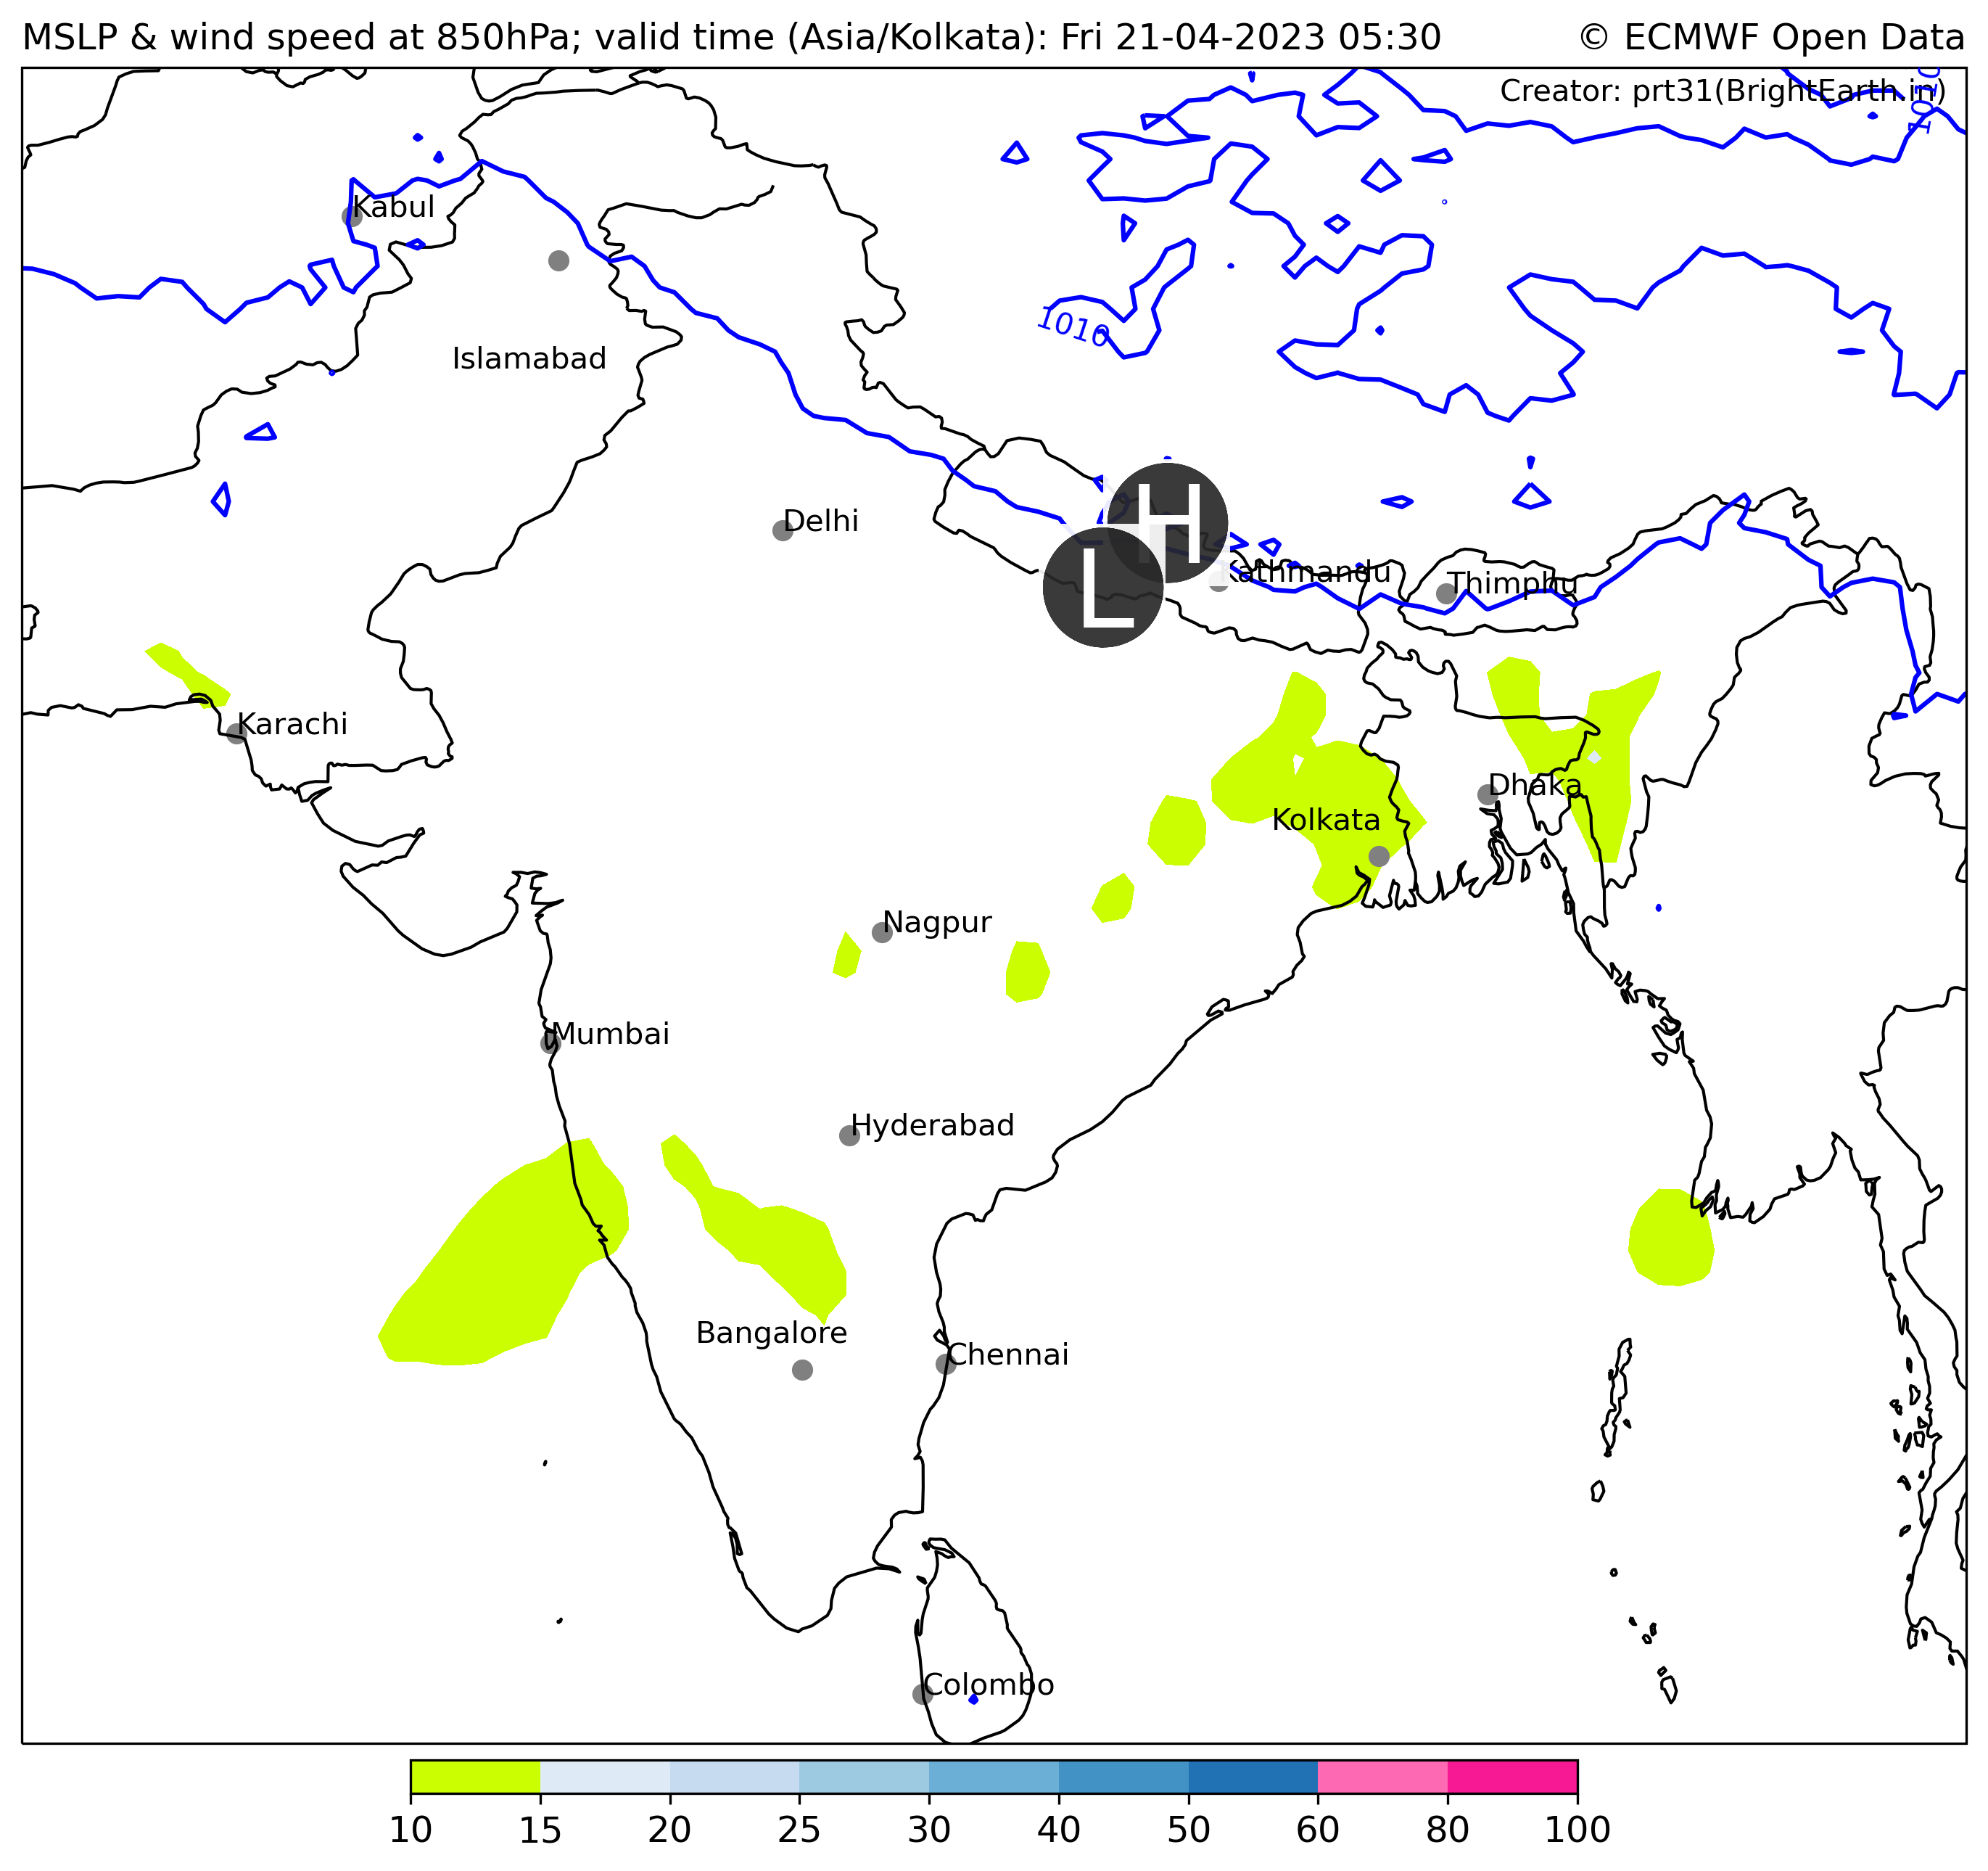 MSLP & wind speed at 850hPa; valid time (Asia/Kolkata): Fri 21-04-2023 05:30 © ECMWF Open Data
Creator: prt31(BrightEarth.in)
1010
Kabul
1010
Islamabad
Delhi
H
L
Kathmandu
Thimphu
Karachi
Dhaka
Kolkata
Nagpur
Mumbai
Hyderabad
Bangalore
Chennai
Colombo
10 15 20 25 30 40 50 60 80 100